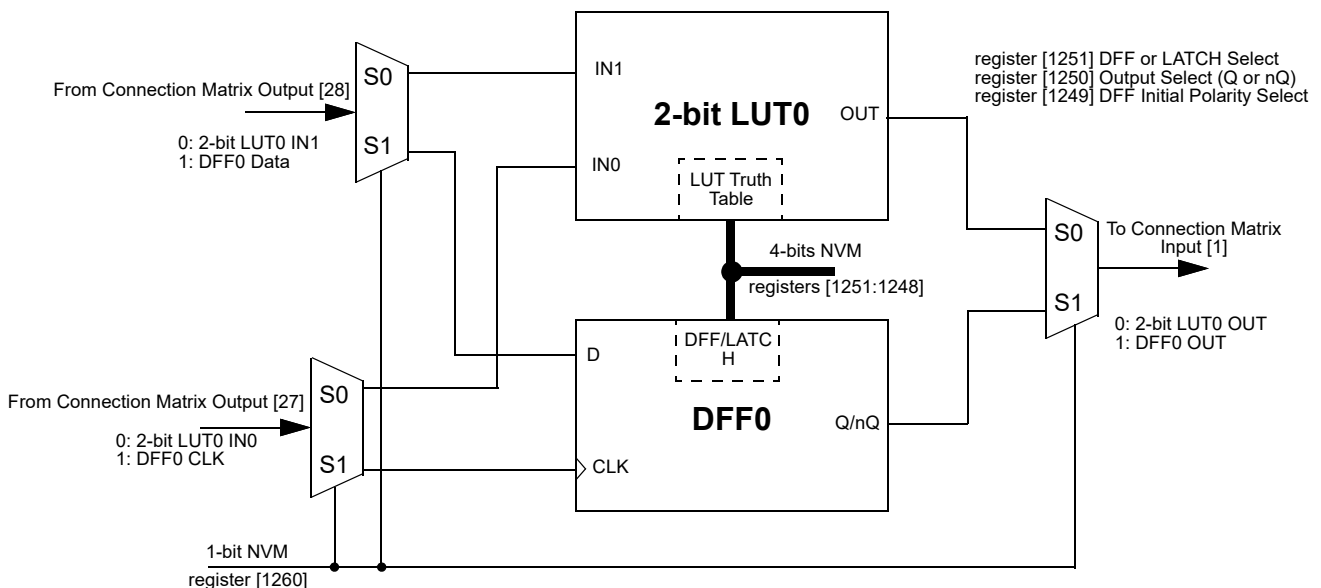 S0
S1
From Connection Matrix Output [28]
0: 2-bit LUT0 IN1
1: DFF0 Data
IN1
IN0
2-bit LUT0
OUT
LUT Truth
Table
register [1251] DFF or LATCH Select
register [1250] Output Select (Q or nQ)
register [1249] DFF Initial Polarity Select
4-bits NVM
registers [1251:1248]
S0
S1
To Connection Matrix
Input [1]
0: 2-bit LUT0 OUT
1: DFF0 OUT
DFF/LATC
H
D
DFF0
Q/nQ
CLK
From Connection Matrix Output [27]
S0
S1
0: 2-bit LUT0 IN0
1: DFF0 CLK
1-bit NVM
register [1260]